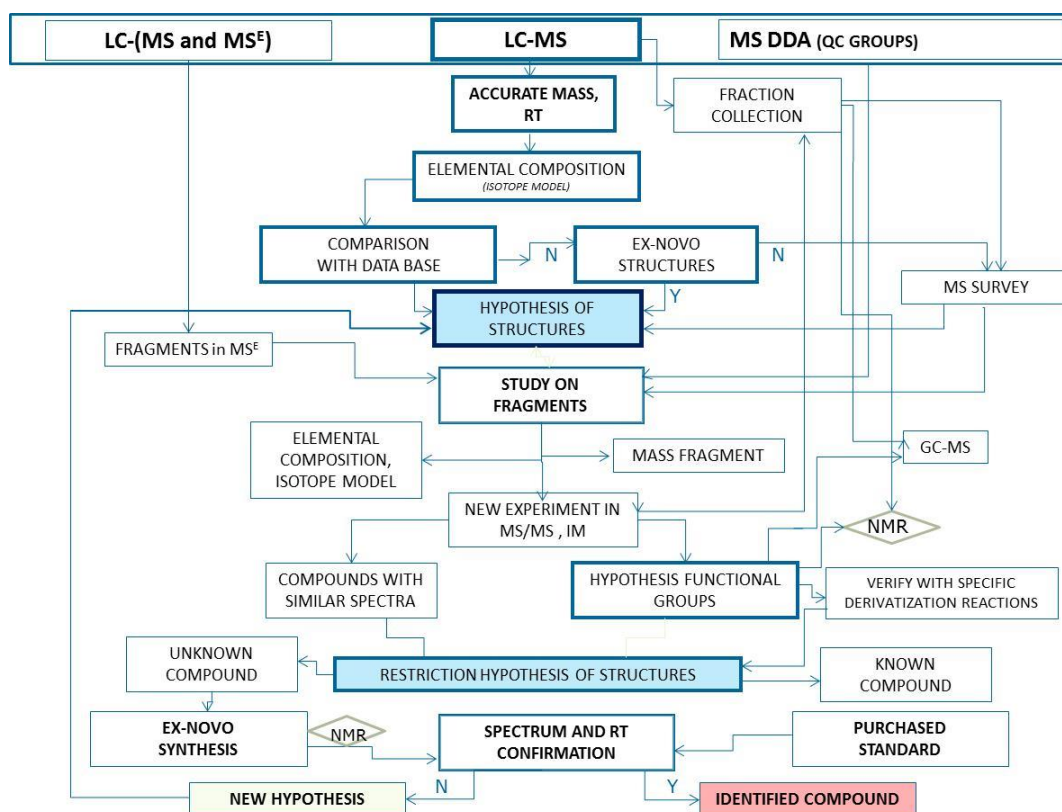 LC-(MS and MSᴱ)
LC-MS
MS DDA (QC GROUPS)
ACCURATE MASS,
RT
FRACTION
COLLECTION
ELEMENTAL COMPOSITION
(ISOTOPE MODEL)
COMPARISON
WITH DATA BASE
N
EX-NOVO
STRUCTURES
N
Y
MS SURVEY
HYPOTHESIS OF
STRUCTURES
FRAGMENTS in MSᴱ
STUDY ON
FRAGMENTS
ELEMENTAL
COMPOSITION,
ISOTOPE MODEL
MASS FRAGMENT
GC-MS
NEW EXPERIMENT IN
MS/MS , IM
NMR
COMPOUNDS WITH
SIMILAR SPECTRA
HYPOTHESIS FUNCTIONAL
GROUPS
VERIFY WITH SPECIFIC
DERIVATIZATION REACTIONS
UNKNOWN
COMPOUND
RESTRICTION HYPOTHESIS OF STRUCTURES
KNOWN
COMPOUND
EX-NOVO
SYNTHESIS
NMR
SPECTRUM AND RT
CONFIRMATION
PURCHASED
STANDARD
N
Y
NEW HYPOTHESIS
IDENTIFIED COMPOUND